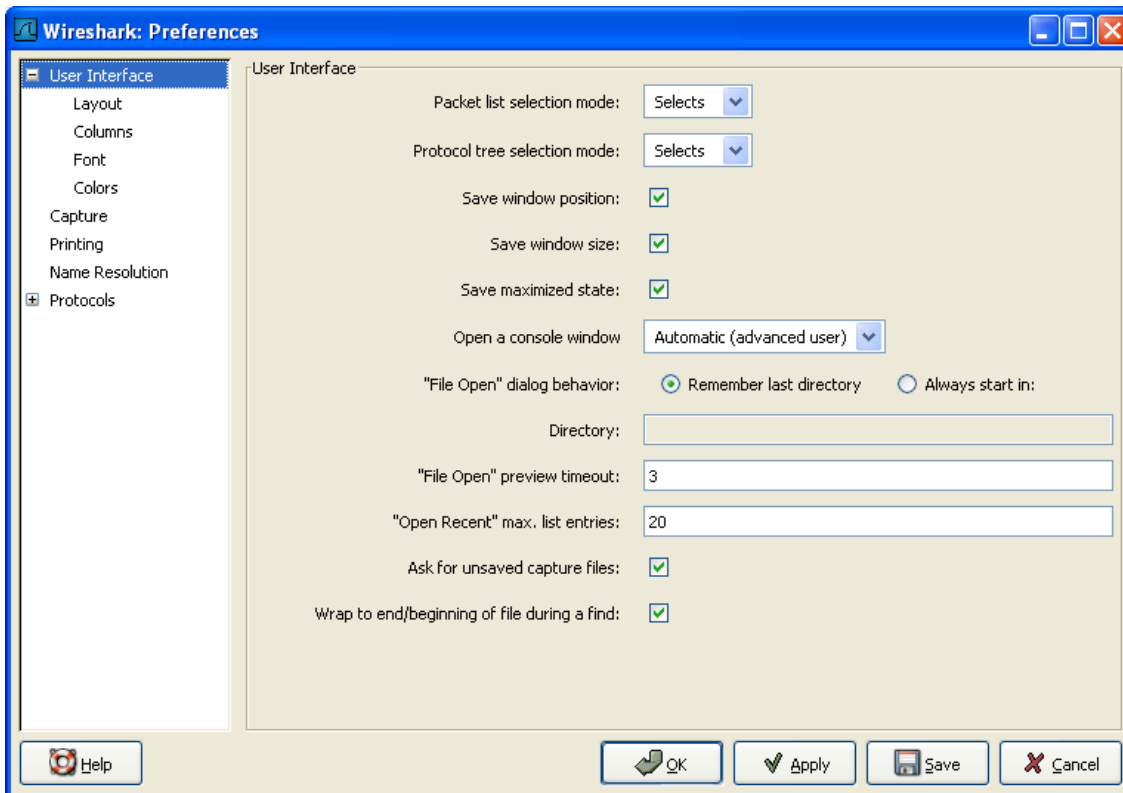 Wireshark: Preferences
User Interface
Layout
Columns
Font
Colors
Capture
Printing
Name Resolution
Protocols
User Interface
Packet list selection mode: Selects
Protocol tree selection mode: Selects
Save window position:
Save window size:
Save maximized state:
Open a console window Automatic (advanced user)
"File Open" dialog behavior: Remember last directory Always start in:
Directory:
"File Open" preview timeout: 3
"Open Recent" max. list entries: 20
Ask for unsaved capture files:
Wrap to end/beginning of file during a find:
Help OK Apply Save Cancel